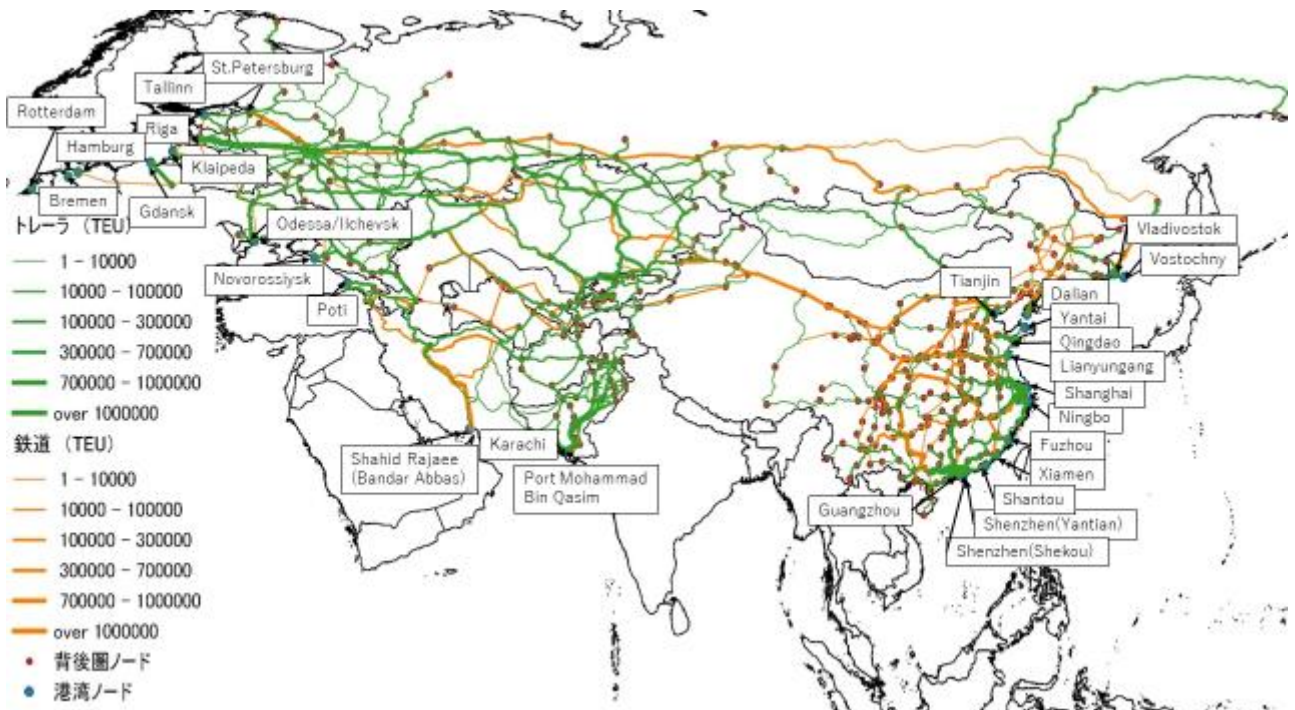 St.Petersburg
Tallinn
Rotterdam
Riga
Hamburg
Klaipeda
Bremen
Gdansk
Odessa/Ilchevsk
Novorossiysk
Poti
トレーラ (TEU)
1 - 10000
10000 - 100000
100000 - 300000
300000 - 700000
700000 - 1000000
over 1000000
鉄道 (TEU)
1 - 10000
10000 - 100000
100000 - 300000
300000 - 700000
700000 - 1000000
over 1000000
背後圏ノード
港湾ノード
Shahid Rajaee
(Bandar Abbas)
Karachi
Port Mohammad
Bin Qasim
Vladivostok
Vostochny
Tianjin
Dalian
Yantai
Qingdao
Lianyungang
Shanghai
Ningbo
Fuzhou
Xiamen
Shantou
Guangzhou
Shenzhen(Yantian)
Shenzhen(Shekou)